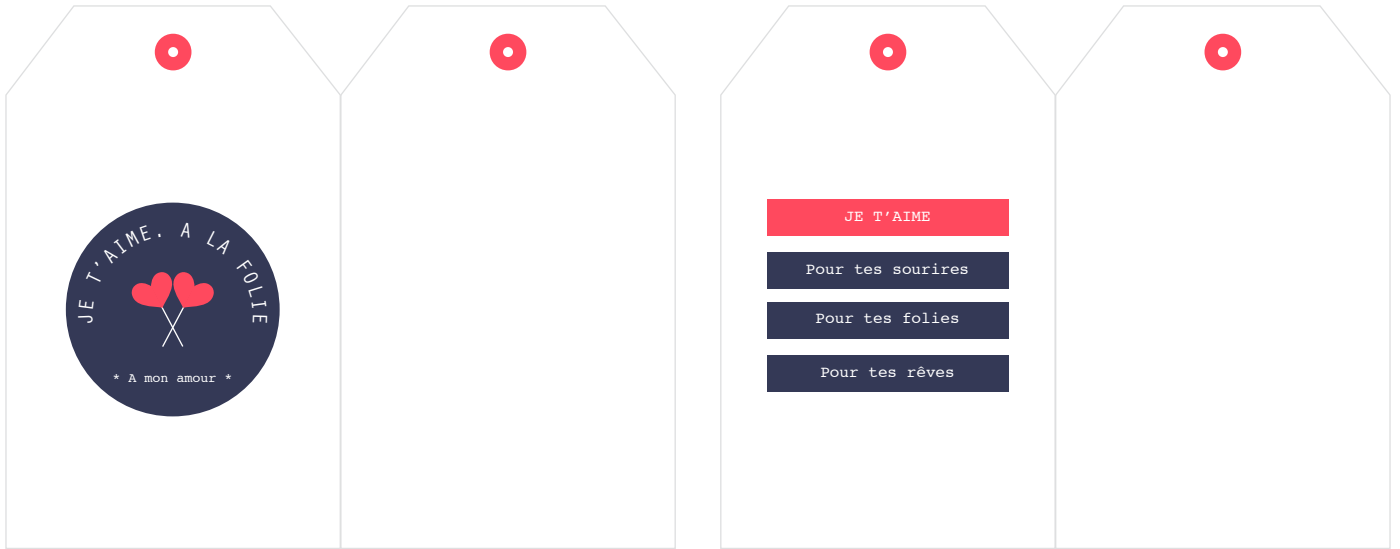 JE T’AIME. A LA FOLIE
* A mon amour *
JE T’AIME
Pour tes sourires
Pour tes folies
Pour tes rêves